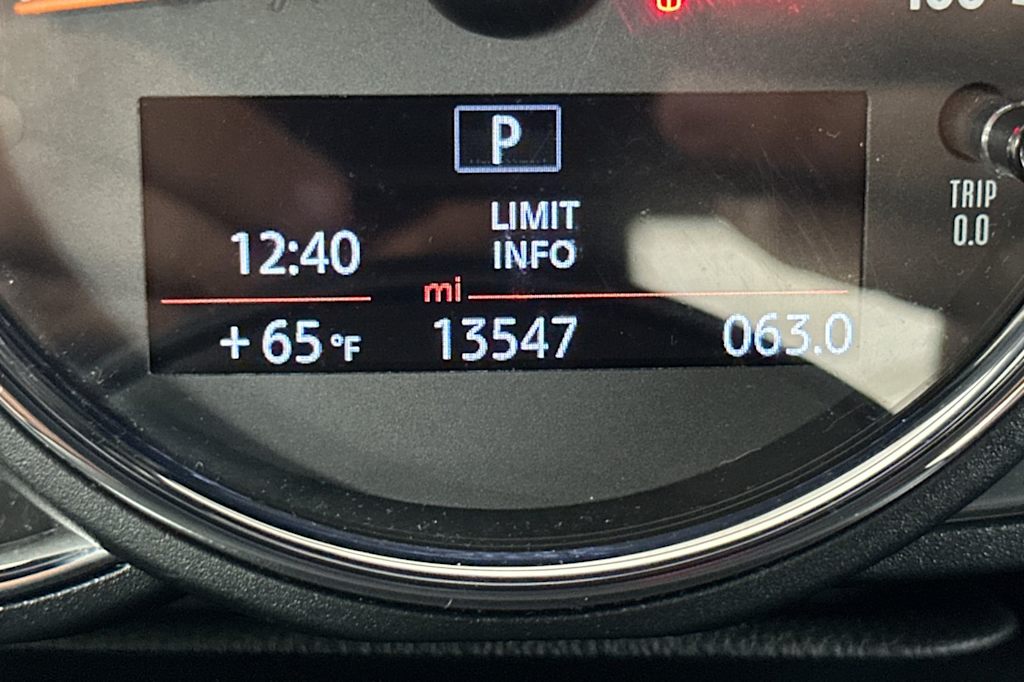 P
LIMIT
INFO
12:40
mi
+65 °F
13547
063.0
TRIP
0.0